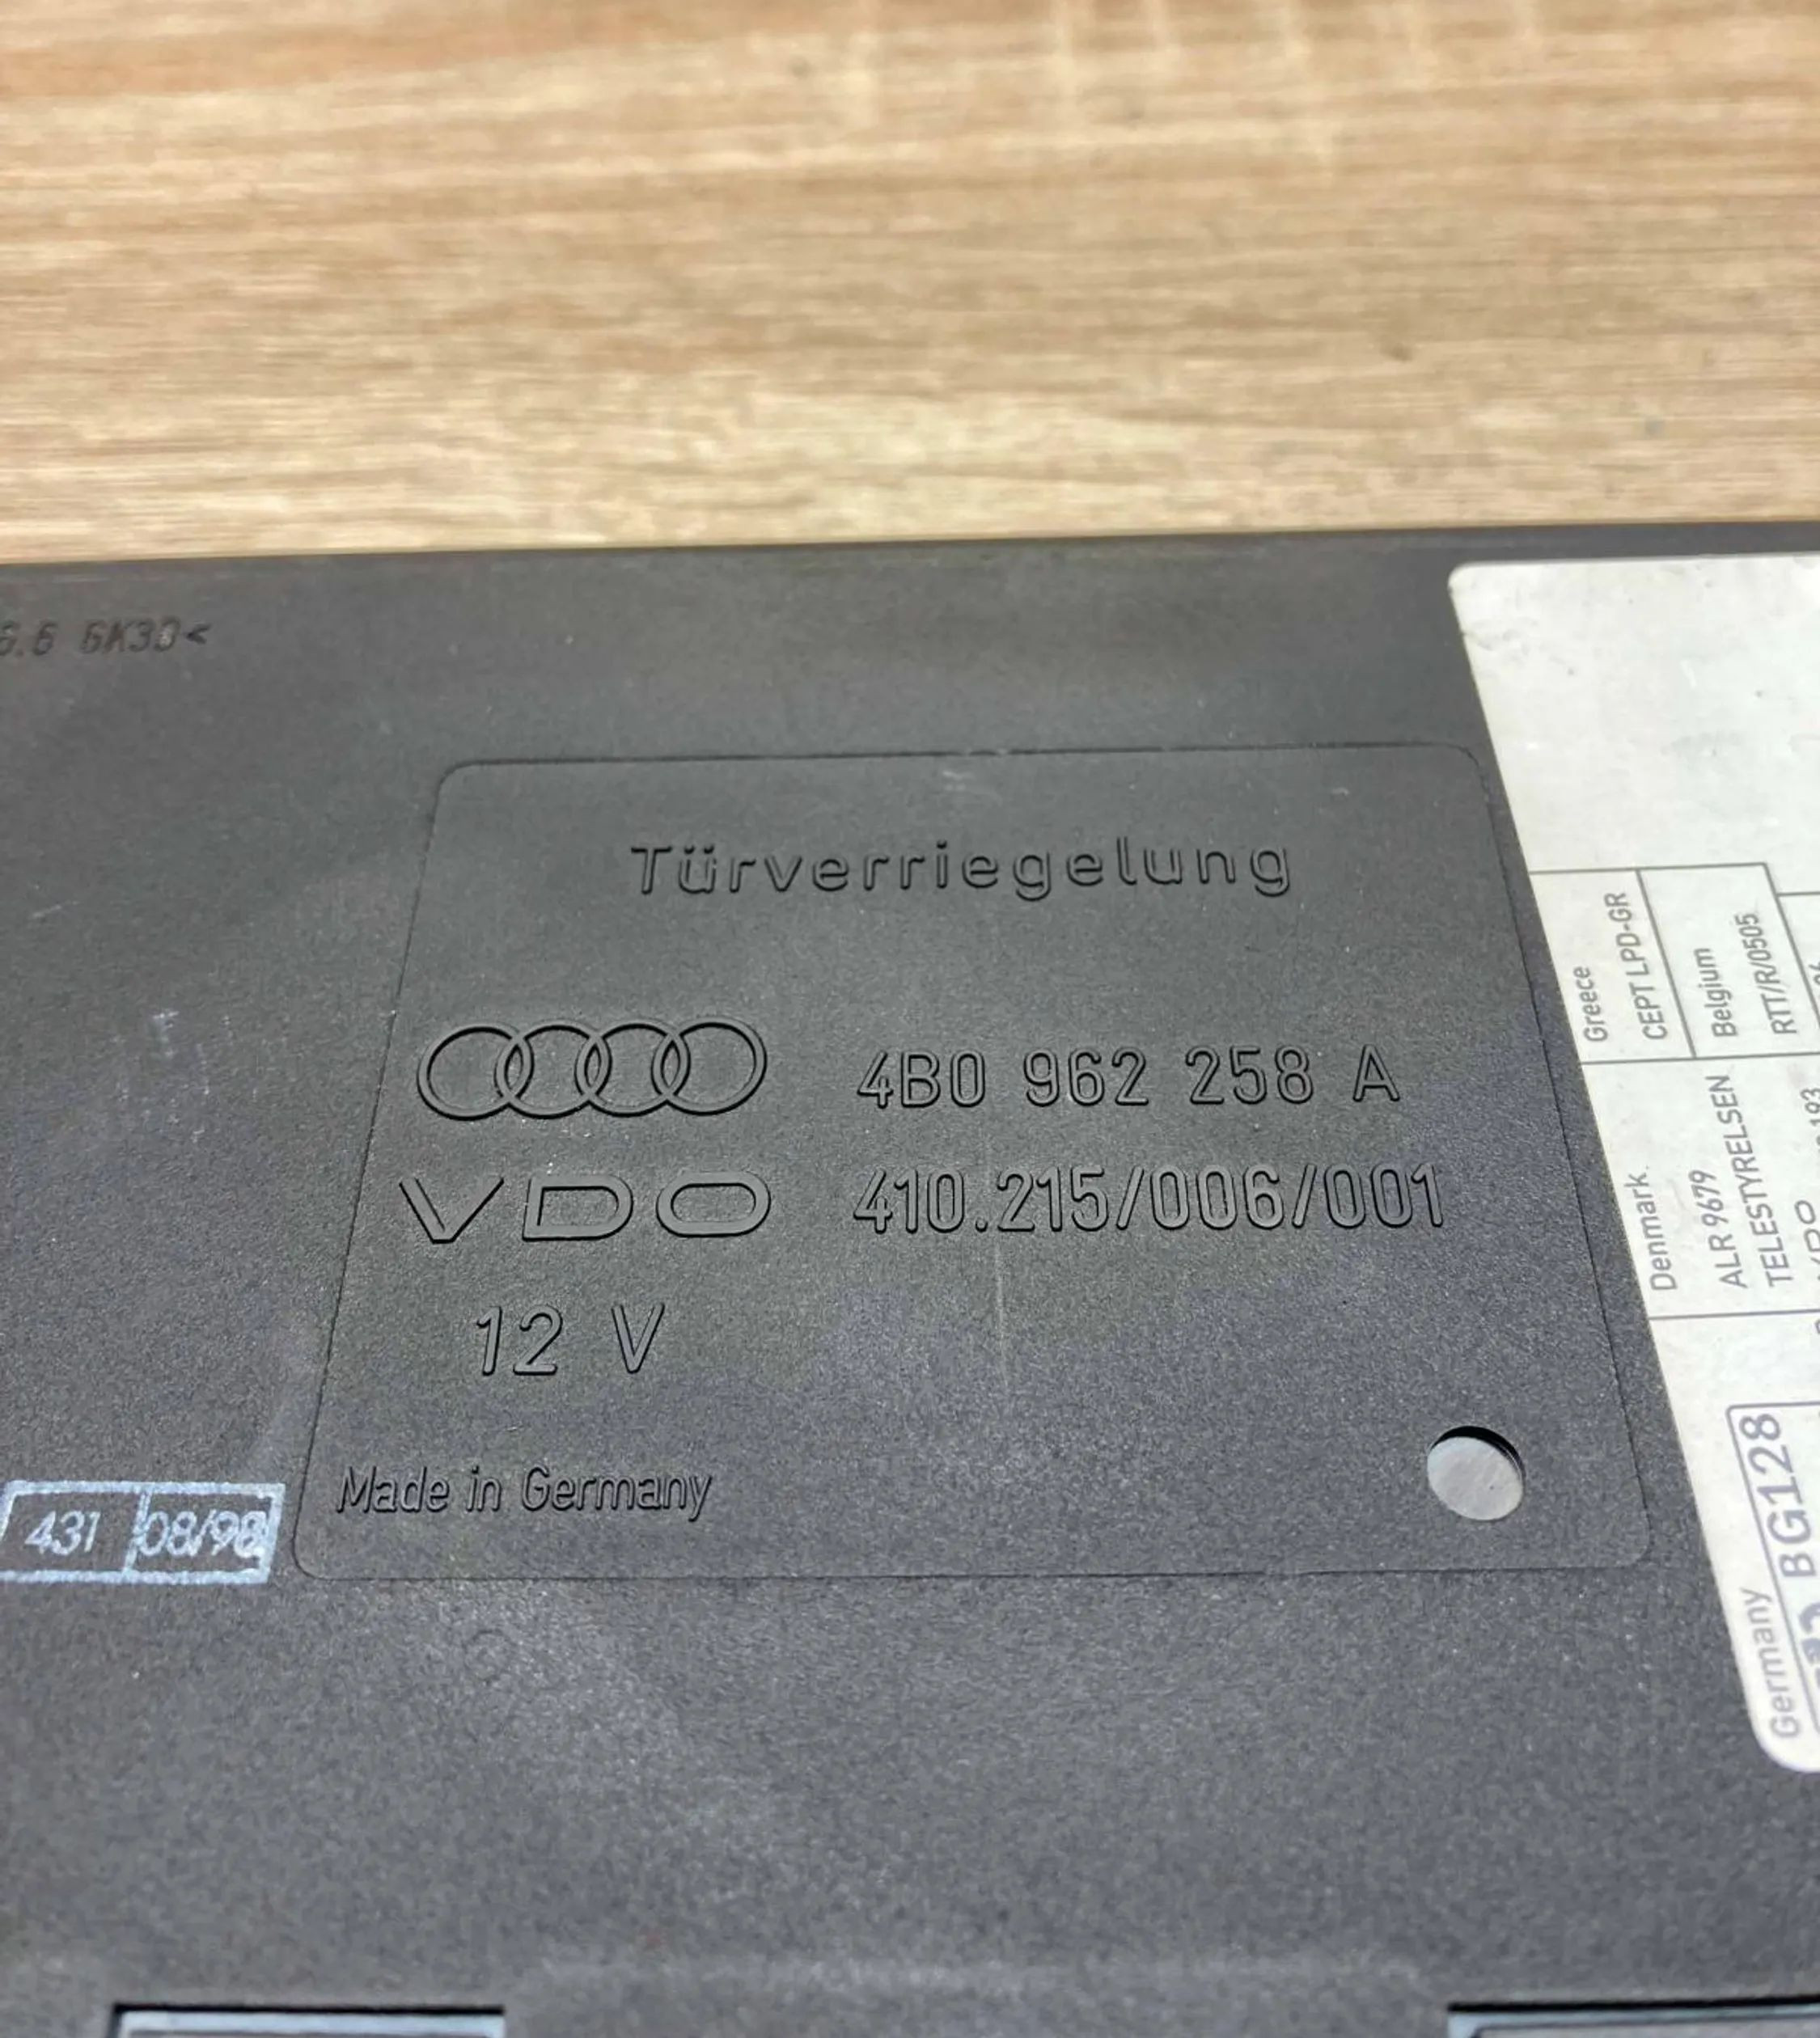 6.6 GK30<
Türverriegelung
4B0 962 258 A
VDO 410.215/006/001
12 V
Made in Germany
431 08/98
Greece
CEPT LPD-GR
Belgium
RTT/R/0505
Denmark
ALR 9679
TELESTYRELSEN
Germany
BG128